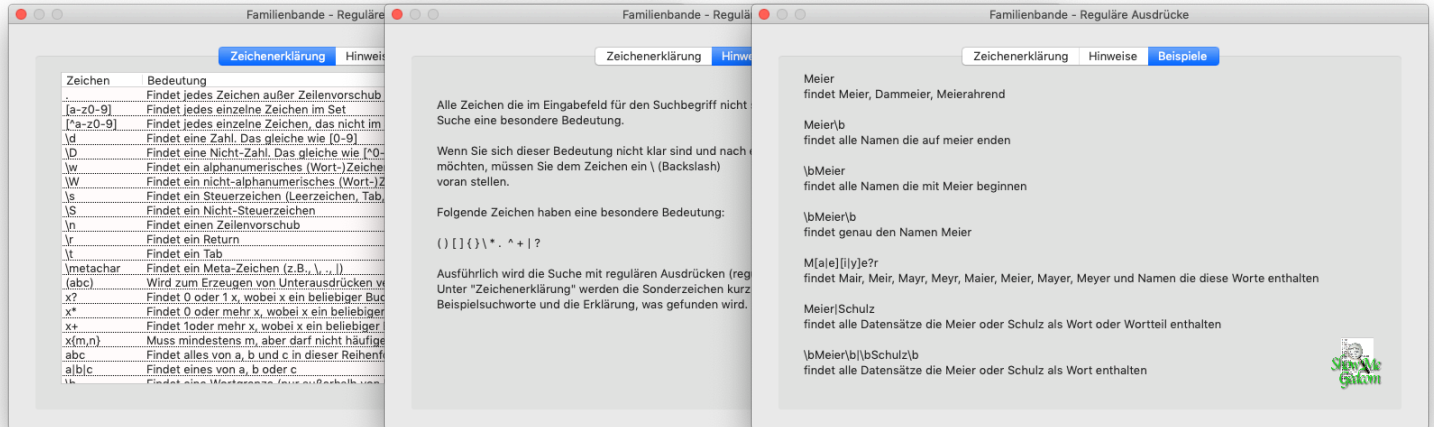 Familienbande - Reguläre
Zeichenerklärung
Zeichen Bedeutung
. Findet jedes Zeichen außer Zeilenvorschub
[a-z0-9] Findet jedes einzelne Zeichen im Set
[^a-z0-9] Findet jedes einzelne Zeichen, das nicht im
\d Findet eine Zahl. Das gleiche wie [0-9]
\D Findet eine Nicht-Zahl. Das gleiche wie [^0-
\w Findet ein alphanumerisches
\W Findet ein nicht-alphanumerisches
\s Findet ein Steuerzeichen (Leerzeichen, Tab,
\S Findet ein Nicht-Steuerzeichen
\n Findet einen Zeilenvorschub
\r Findet ein Return
\t Findet ein Tab
\metachar Findet ein Meta-Zeichen (z.B., \, ., |)
(abc) Wird zum Erzeugen von Unterausdrücken
x? Findet 0 oder 1 x, wobei x ein beliebiger
x* Findet 0 oder mehr x, wobei x ein beliebiger
x+ Findet 1oder mehr x, wobei x ein beliebiger
x{m,n} Muss mindestens m, aber darf nicht
abc Findet alles von a, b und c in dieser
a|b|c Findet eines von a, b oder c
Familienbande -
Zeichenerklärung
Alle Zeichen die im Eingabefeld für den Suchbegriff nicht
Suche eine besondere Bedeutung.
Wenn Sie sich dieser Bedeutung nicht klar sind und nach
möchten, müssen Sie dem Zeichen ein \ (Backslash)
voran stellen.
Folgende Zeichen haben eine besondere Bedeutung:
( ) [ ] { } \ * . ^ + | ?
Ausführlich wird die Suche mit regulären Ausdrücken
Unter "Zeichenerklärung" werden die Sonderzeichen kurz
Beispielsuchworte und die Erklärung, was gefunden wird.
Familienbande - Reguläre Ausdrücke
Zeichenerklärung Hinweise Beispiele
Meier
findet Meier, Dammeier, Meierahrend
Meier\b
findet alle Namen die auf meier enden
\bMeier
findet alle Namen die mit Meier beginnen
\bMeier\b
findet genau den Namen Meier
M[a|e][i|y]e?r
findet Mair, Meir, Mayr, Meyr, Maier, Meier, Mayer, Meyer und Namen die diese Worte enthalten
Meier|Schulz
findet alle Datensätze die Meier oder Schulz als Wort oder Wortteil enthalten
\bMeier\b|\bSchulz\b
findet alle Datensätze die Meier oder Schulz als Wort enthalten